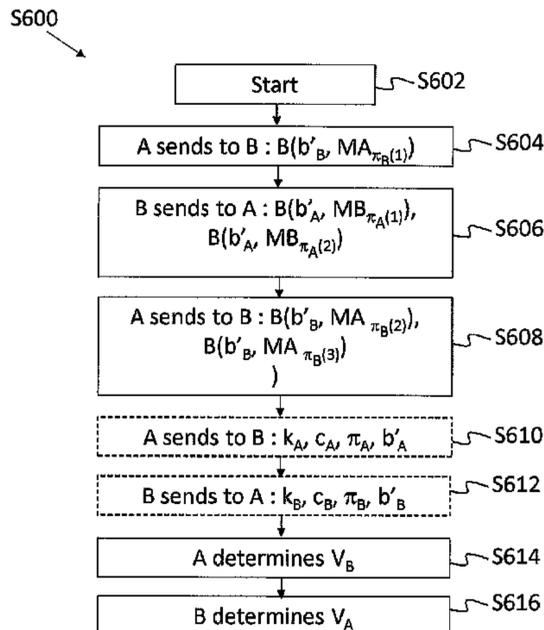 S600
Start
S602
A sends to B : B(b'B, MAπB(1))
S604
B sends to A : B(b'A, MBπA(1)),
B(b'A, MBπA(2))
S606
A sends to B : B(b'B, MA πB(2)),
B(b'B, MA πB(3))
)
S608
A sends to B : kA, cA, πA, b'A
S610
B sends to A : kB, cB, πB, b'B
S612
A determines VB
S614
B determines VA
S616